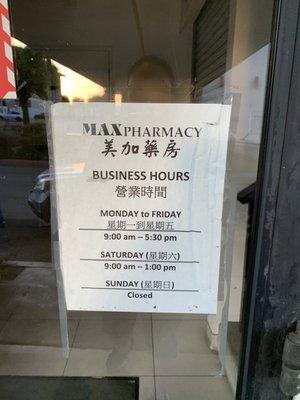 MAX PHARMACY
美加藥房
BUSINESS HOURS
營業時間
MONDAY to FRIDAY
星期一到星期五
9:00 am – 5:30 pm
SATURDAY (星期六)
9:00 am – 1:00 pm
SUNDAY (星期日)
Closed